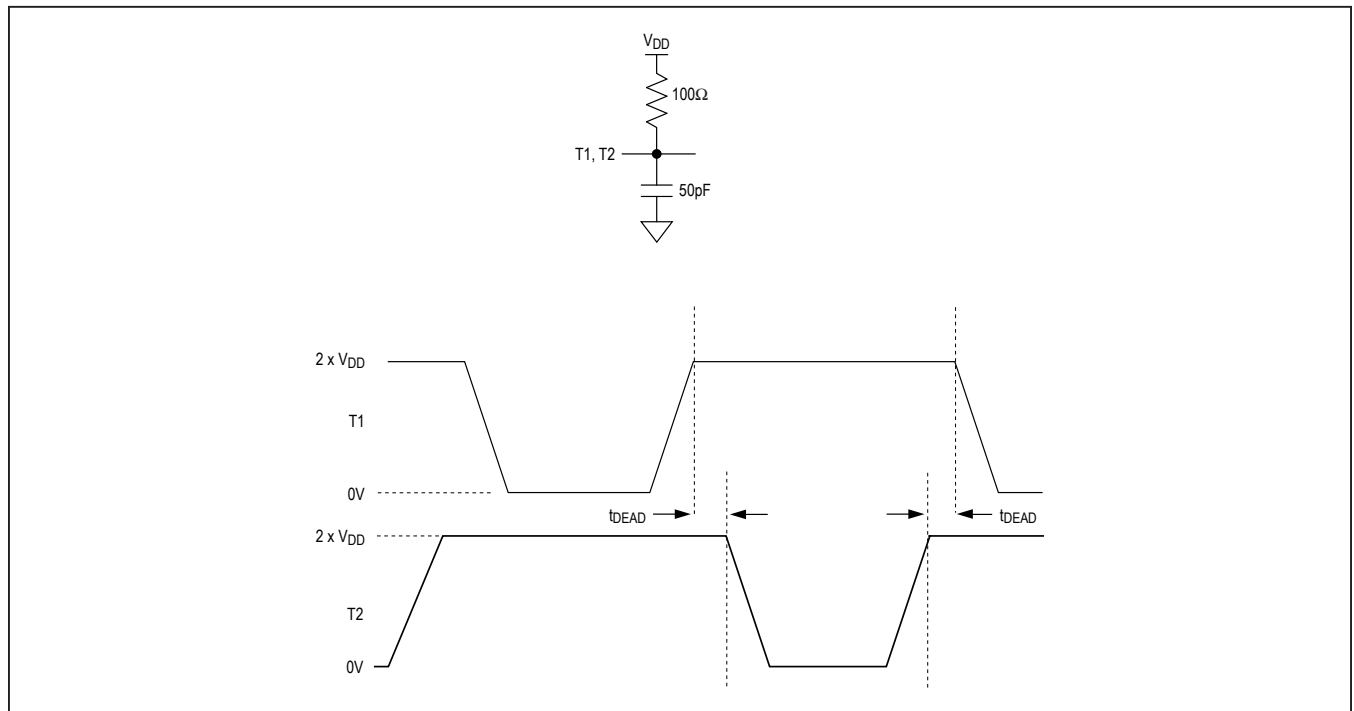 VDD
100Ω
T1, T2
50pF
2 x VDD
T1
0V
tDEAD
tDEAD
2 x VDD
T2
0V